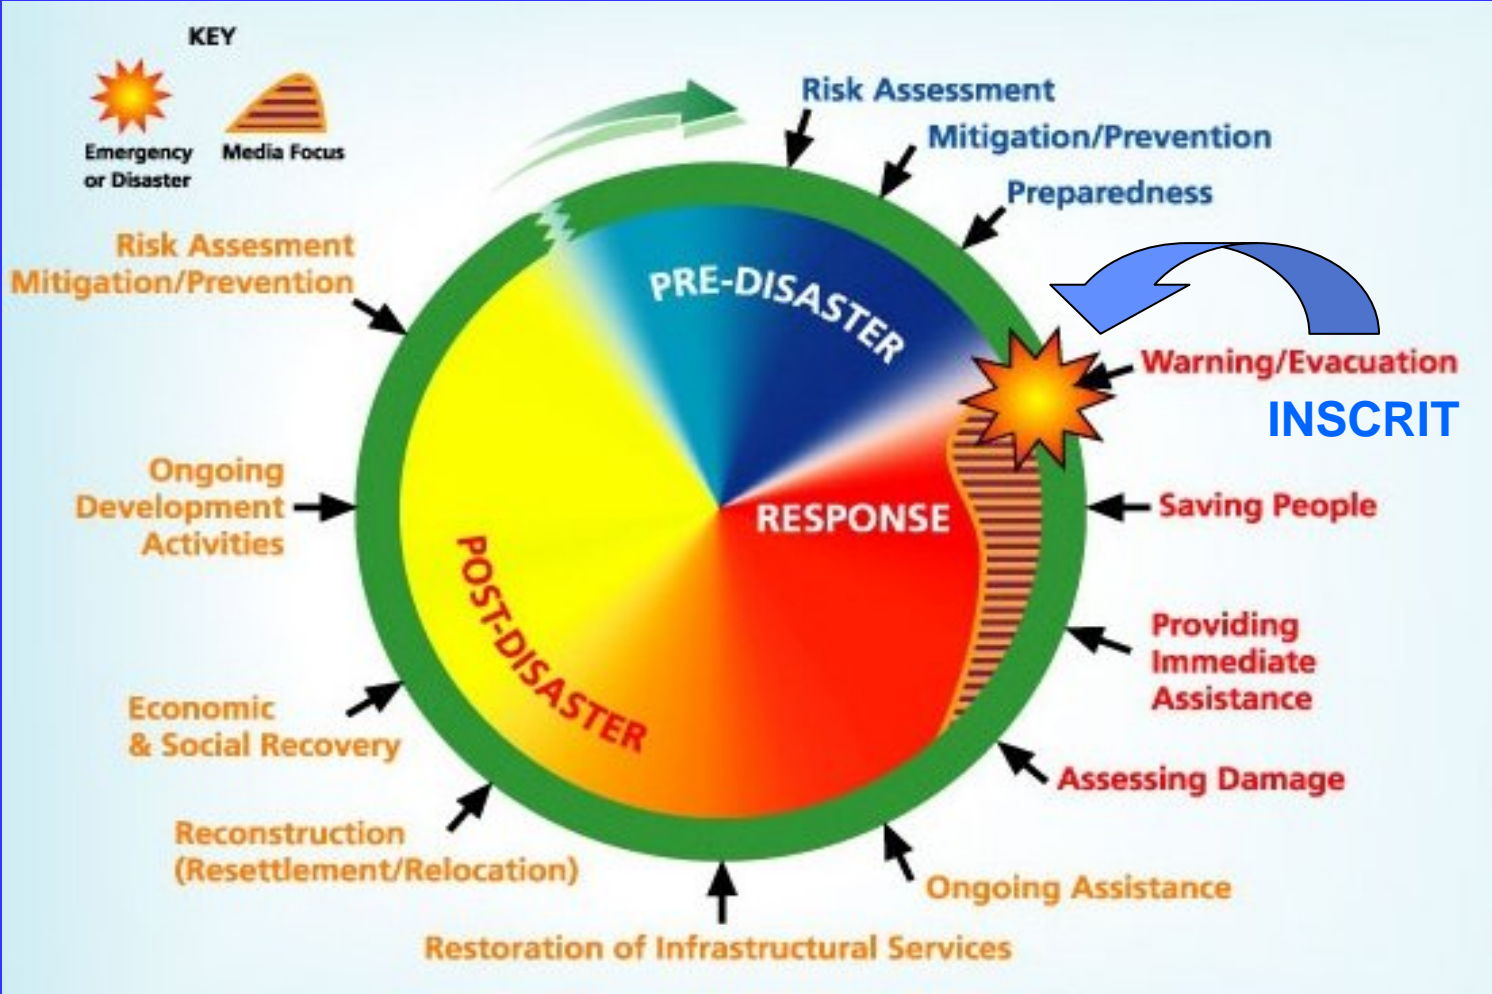 KEY
Emergency
or Disaster
Media Focus
Risk Assessment
Mitigation/Prevention
Preparedness
Warning/Evacuation
INSCRIT
Saving People
Providing
Immediate
Assistance
Assessing Damage
Ongoing Assistance
Restoration of Infrastructural Services
Reconstruction
(Resettlement/Relocation)
Economic
& Social Recovery
Ongoing
Development
Activities
Risk Assesment
Mitigation/Prevention
PRE-DISASTER
RESPONSE
POST-DISASTER